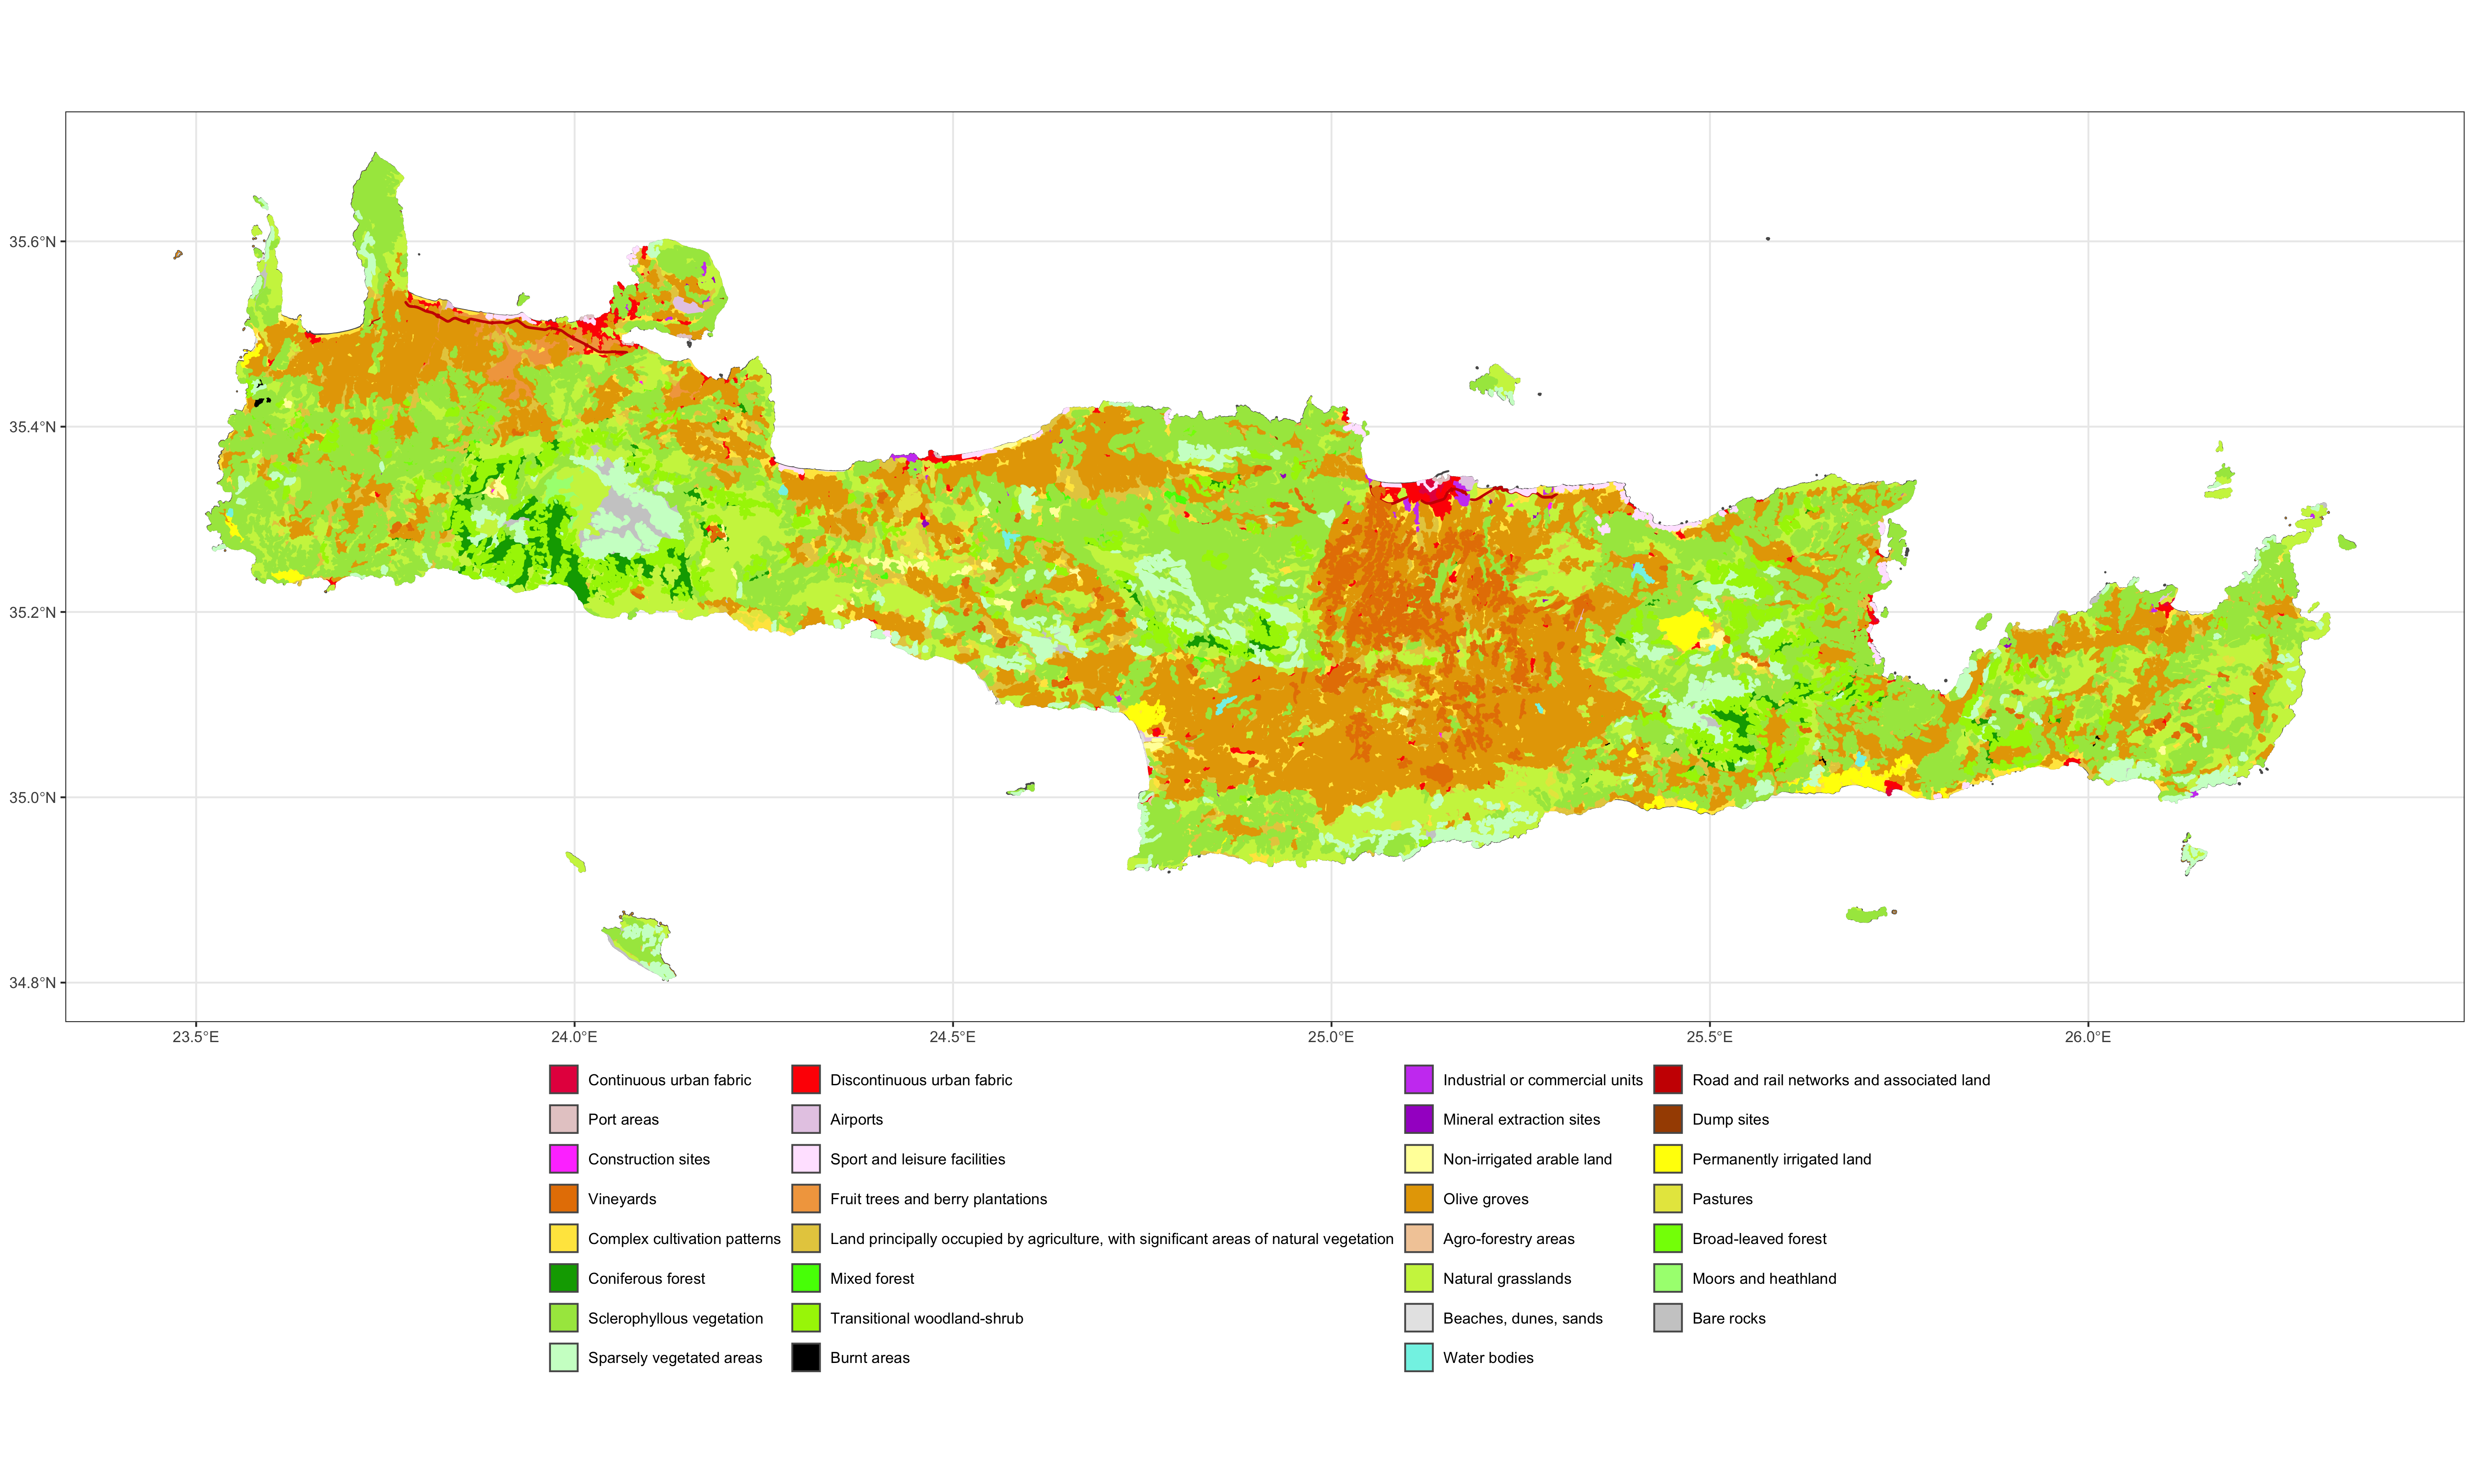 35.6°N
35.4°N
35.2°N
35.0°N
34.8°N
23.5°E 24.0°E 24.5°E 25.0°E 25.5°E 26.0°E
Continuous urban fabric Discontinuous urban fabric Industrial or commercial units Road and rail networks and associated land
Port areas Airports Mineral extraction sites Dump sites
Construction sites Sport and leisure facilities Non-irrigated arable land Permanently irrigated land
Vineyards Fruit trees and berry plantations Olive groves Pastures
Complex cultivation patterns Land principally occupied by agriculture, with significant areas of natural vegetation Agro-forestry areas Broad-leaved forest
Coniferous forest Mixed forest Natural grasslands Moors and heathland
Sclerophyllous vegetation Transitional woodland-shrub Beaches, dunes, sands Bare rocks
Sparsely vegetated areas Burnt areas Water bodies